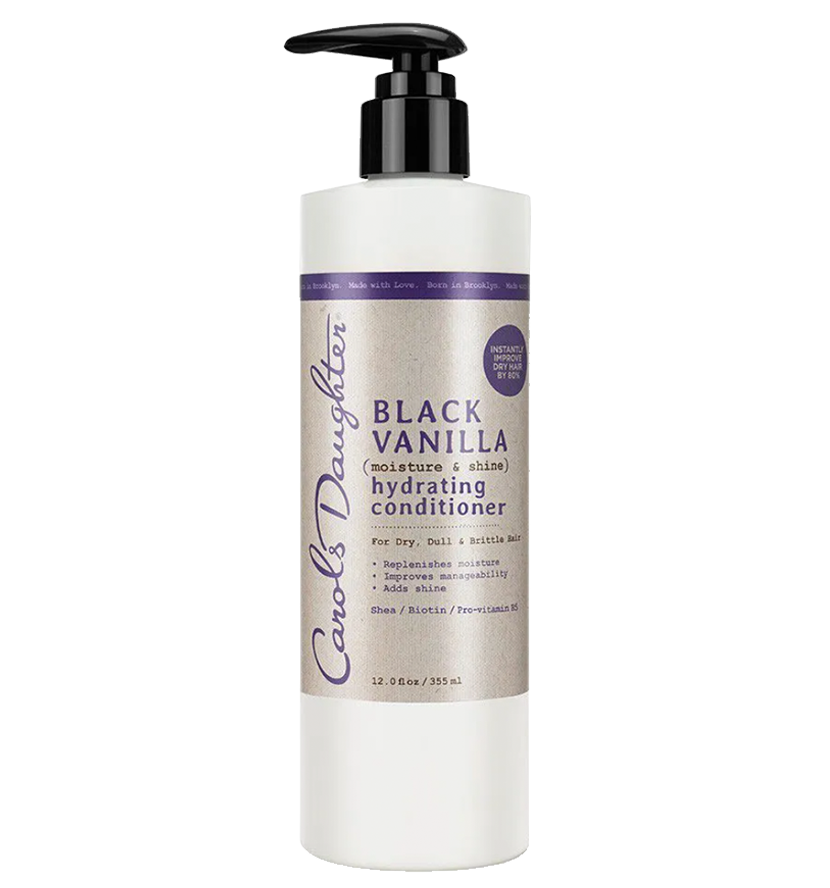 Brooklyn. Made with Love. Born in Brooklyn. Made
Carol's Daughter®
INSTANTLY
IMPROVE
DRY HAIR
BY 80%
BLACK
VANILLA
(moisture & shine)
hydrating
conditioner
For Dry, Dull & Brittle Hair
• Replenishes moisture
• Improves manageability
• Adds shine
Shea / Biotin / Pro-vitamin B5
12.0 fl oz / 355 ml